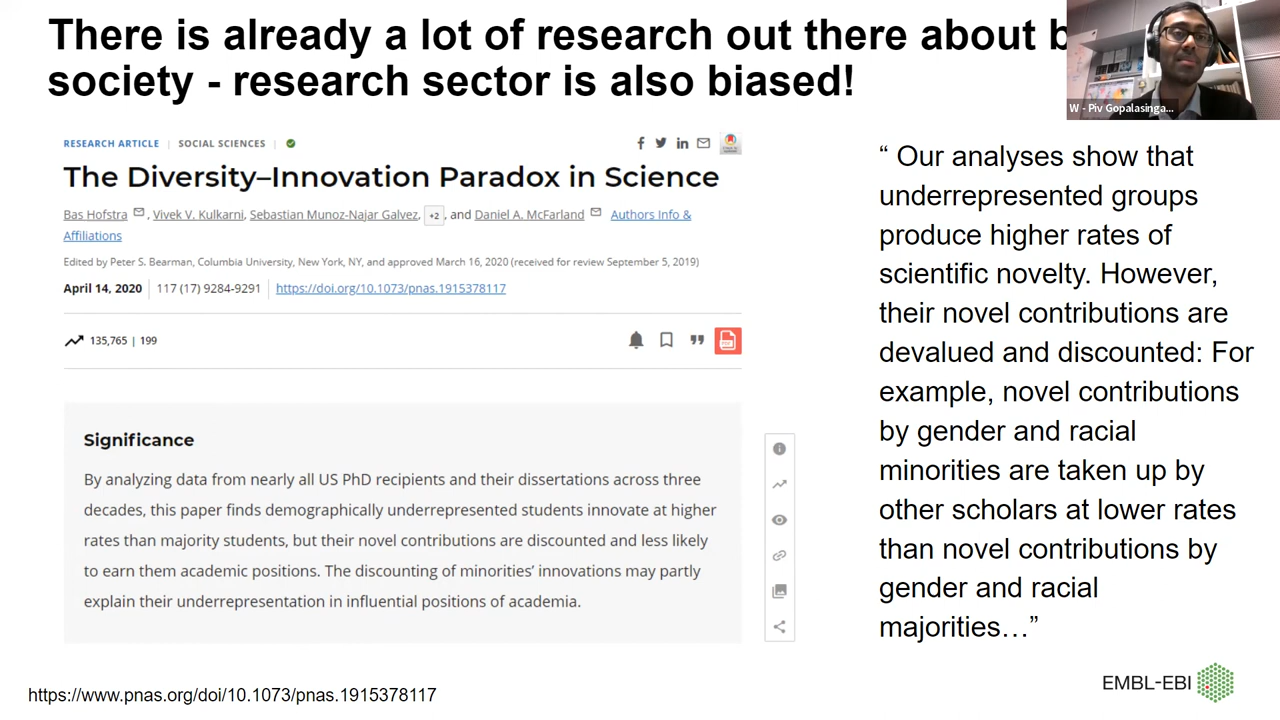 There is already a lot of research out there about b
society - research sector is also biased!
W - Piv Gopalasinga...
RESEARCH ARTICLE | SOCIAL SCIENCES |
The Diversity–Innovation Paradox in Science
Bas Hofstra, Vivek V. Kulkarni, Sebastian Munoz-Najar Galvez, +2, and Daniel A. McFarland Authors Info &
Affiliations
Edited by Peter S. Bearman, Columbia University, New York, NY, and approved March 16, 2020 (received for review September 5, 2019)
April 14, 2020 | 117 (17) 9284-9291 | https://doi.org/10.1073/pnas.1915378117
135,765 | 199
Significance
By analyzing data from nearly all US PhD recipients and their dissertations across three
decades, this paper finds demographically underrepresented students innovate at higher
rates than majority students, but their novel contributions are discounted and less likely
to earn them academic positions. The discounting of minorities’ innovations may partly
explain their underrepresentation in influential positions of academia.
“ Our analyses show that
underrepresented groups
produce higher rates of
scientific novelty. However,
their novel contributions are
devalued and discounted: For
example, novel contributions
by gender and racial
minorities are taken up by
other scholars at lower rates
than novel contributions by
gender and racial
majorities…”
https://www.pnas.org/doi/10.1073/pnas.1915378117
EMBL-EBI